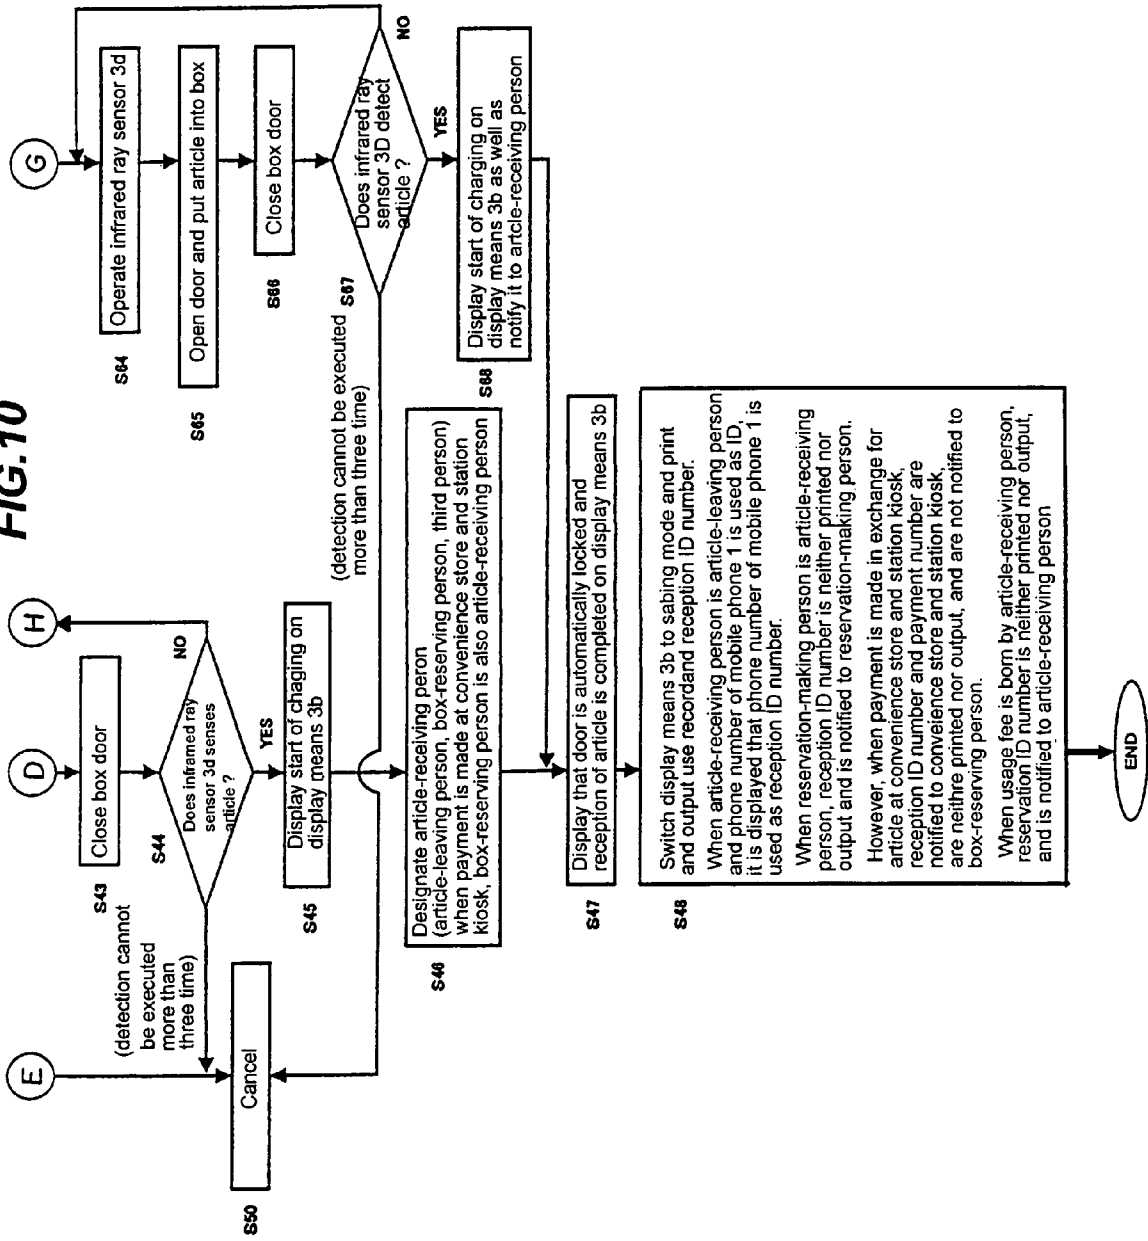 FIG.10
E
D
H
G
(detection cannot
be executed
more than
three time)
S50
Cancel
S43
Close box door
S44
Does inframed ray
sensor 3d senses
article ?
NO
YES
S45
Display start of chaging on
display means 3b
S46
Designate article-receiving peron
(article-leaving person, box-reserving person, third person)
when payment is made at convenience store and station
kiosk, box-reserving person is also article-receiving person
S64
Operate infrared ray sensor 3d
S65
Open door and put article into box
S66
Close box door
S67
Does infrared ray
sensor 3D detect
article ?
NO
YES
(detection cannot be executed
more than three time)
S68
Display start of charging on
display means 3b as well as
notify it to artcle-receiving person
S47
Display that door is automatically locked and
reception of article is completed on display means 3b
S48
Switch display means 3b to sabing mode and print
and output use recordand reception ID number.
When article-receiving person is article-leaving person
and phone number of mobile phone 1 is used as ID,
it is displayed that phone number of mobile phone 1 is
used as reception ID number.
When reservation-making person is article-receiving
person, reception ID number is neither printed nor
output and is notified to reservation-making person.
However, when payment is made in exchange for
article at convenience store and station kiosk,
reception ID number and payment number are
notified to convience store and station kiosk,
are neithre printed nor output, and are not notified to
box-reserving person.
When usage fee is born by article-receiving person,
reservation ID number is neither printed nor output,
and is notified to article-receiving person
END